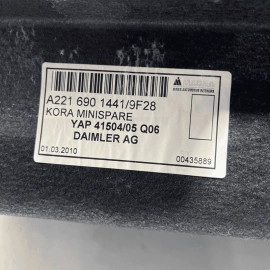 A221 690 1441/9F28
KORA MINISPARE
YAP 41504/05 Q06
DAIMLER AG
01.03.2010
00435889